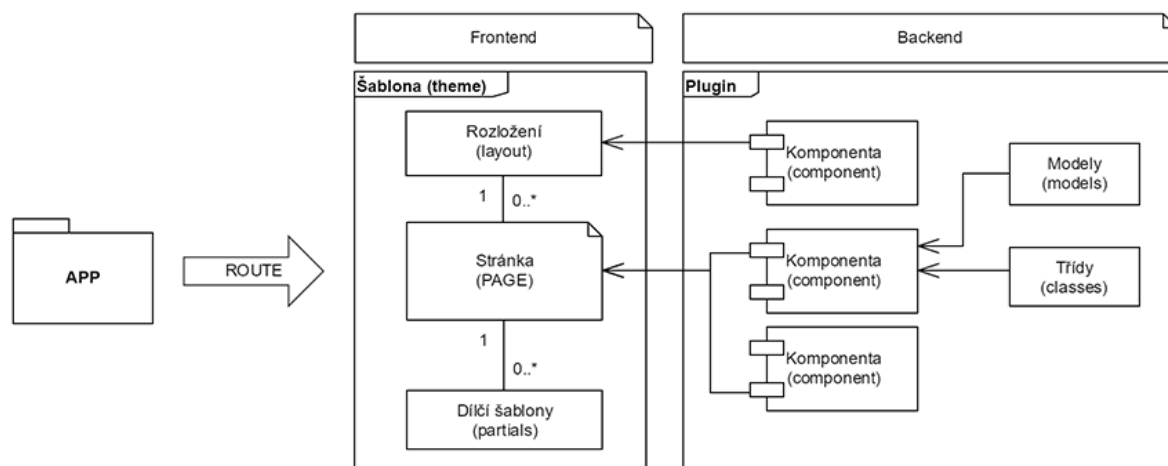 Frontend
Backend
Šablona (theme)
Plugin
Rozložení
(layout)
Komponenta
(component)
Modely
(models)
1
0..*
APP
ROUTE
Stránka
(PAGE)
Komponenta
(component)
Třídy
(classes)
1
0..*
Komponenta
(component)
Dílčí šablony
(partials)